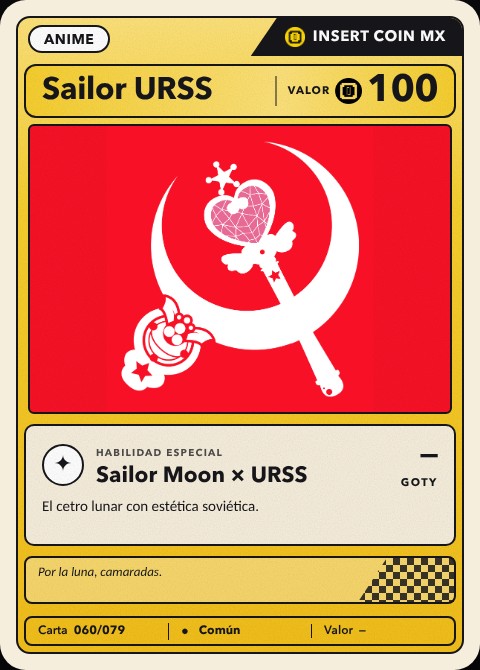 ANIME
INSERT COIN MX
Sailor URSS
VALOR 100
HABILIDAD ESPECIAL
Sailor Moon × URSS
—
GOTY
El cetro lunar con estética soviética.
Por la luna, camaradas.
Carta 060/079 ● Común Valor —